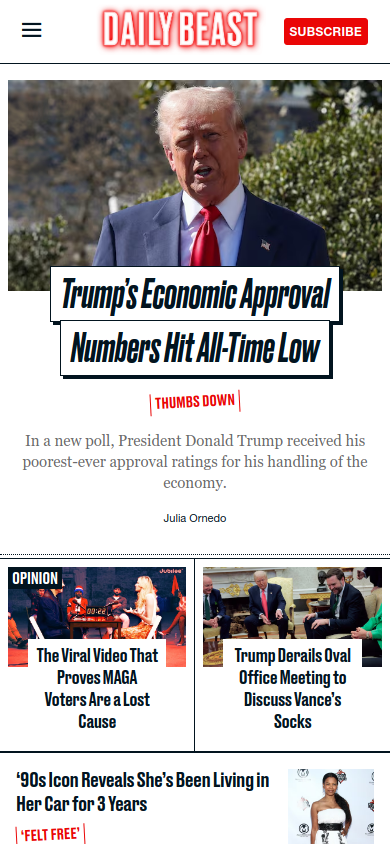 DAILY BEAST
SUBSCRIBE
Trump's Economic Approval
Numbers Hit All-Time Low
THUMBS DOWN
In a new poll, President Donald Trump received his
poorest-ever approval ratings for his handling of the
economy.
Julia Ornedo
OPINION
Jubilee
00:22
The Viral Video That
Proves MAGA
Voters Are a Lost
Cause
Trump Derails Oval
Office Meeting to
Discuss Vance's
Socks
‘90s Icon Reveals She’s Been Living in
Her Car for 3 Years
‘FELT FREE’